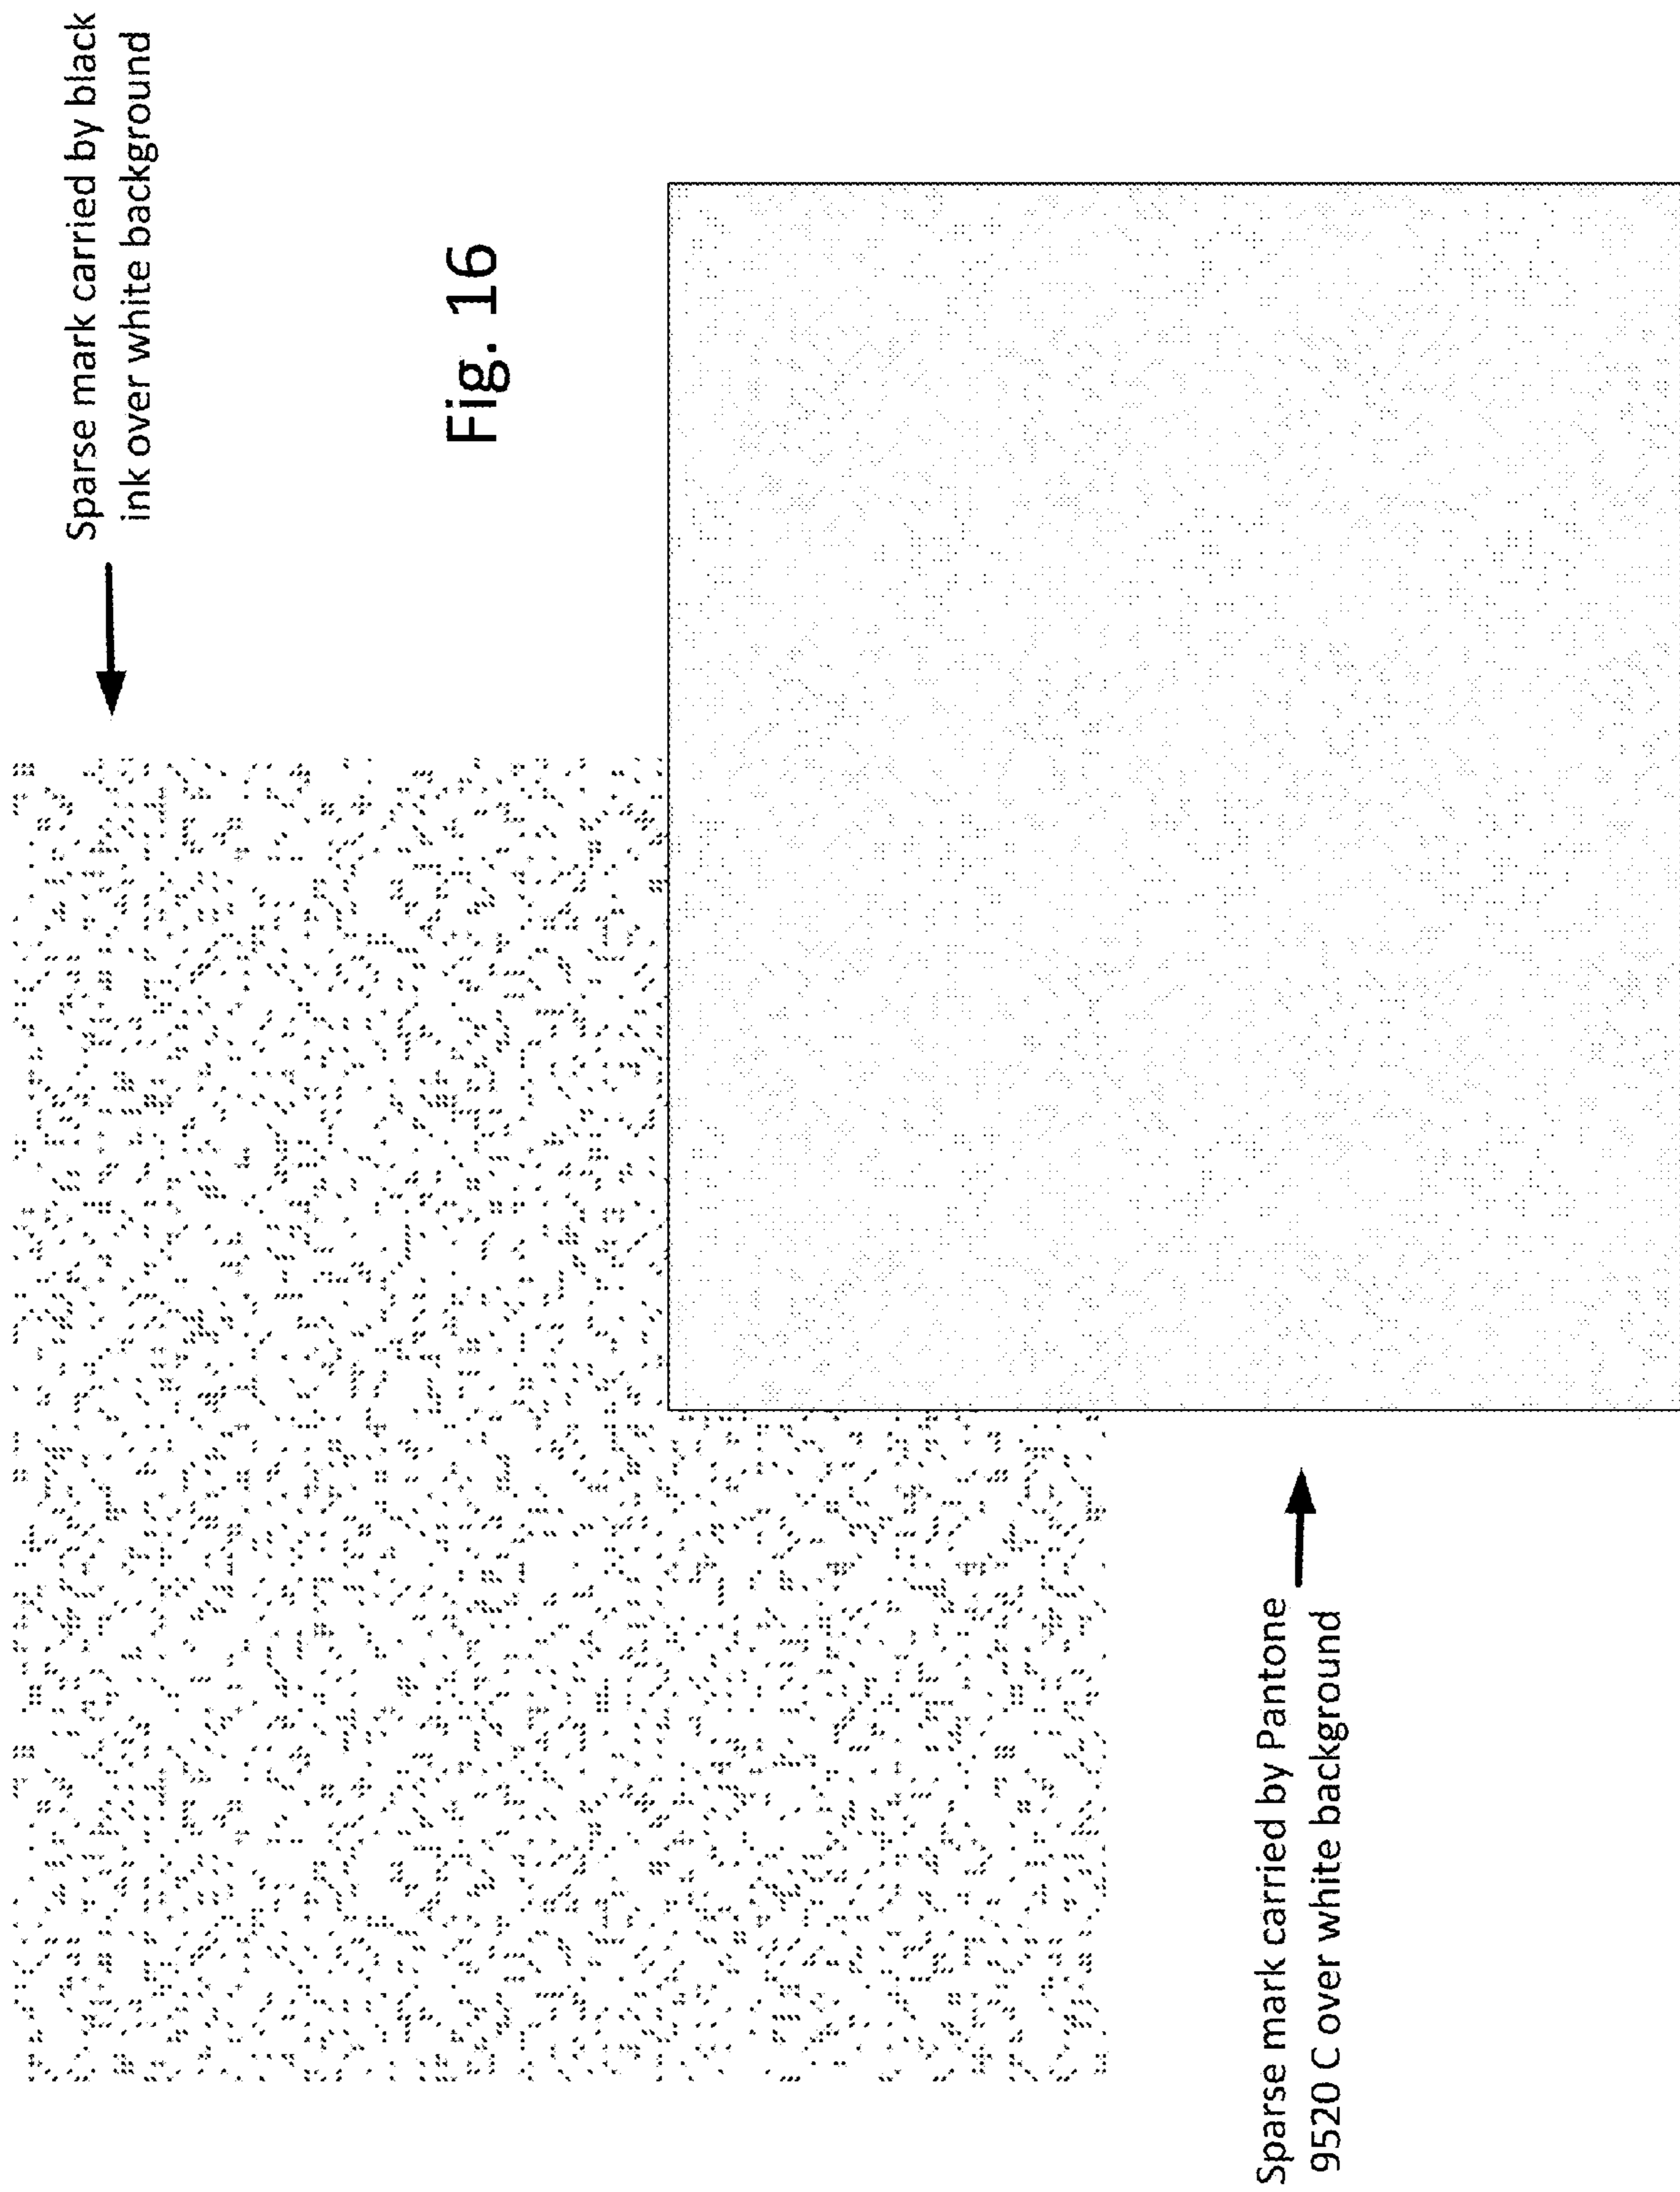 Sparse mark carried by black
ink over white background
Fig. 16
Sparse mark carried by Pantone
9520 C over white background